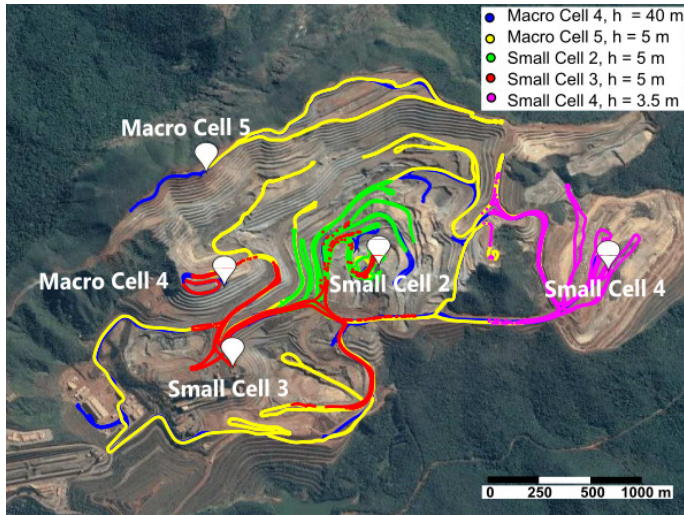 Macro Cell 4, h = 40 m
Macro Cell 5, h = 5 m
Small Cell 2, h = 5 m
Small Cell 3, h = 5 m
Small Cell 4, h = 3.5 m
Macro Cell 5
Macro Cell 4
Small Cell 2
Small Cell 4
Small Cell 3
0 250 500 1000 m